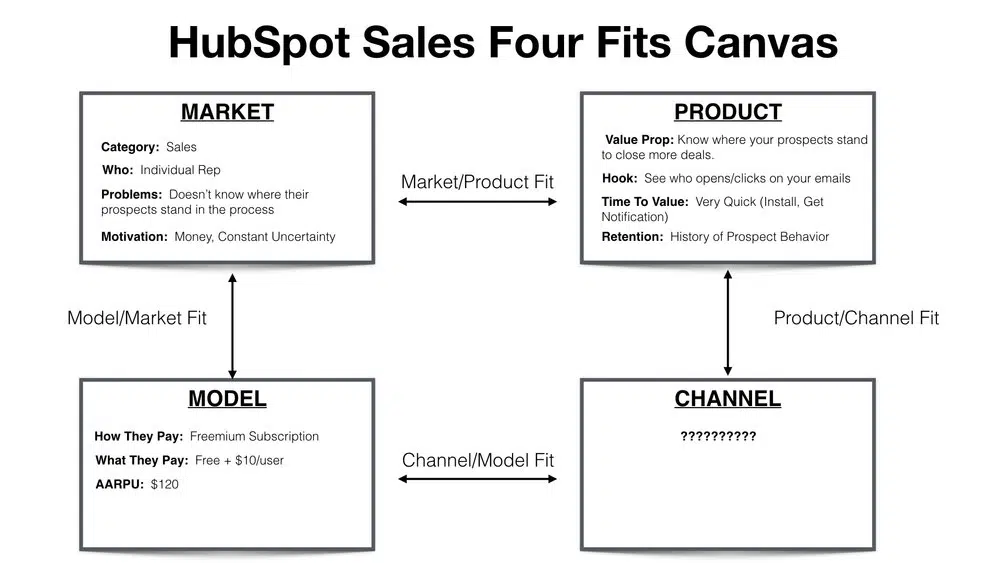 HubSpot Sales Four Fits Canvas
MARKET
Category: Sales
Who: Individual Rep
Problems: Doesn't know where their
prospects stand in the process
Motivation: Money, Constant Uncertainty
Market/Product Fit
PRODUCT
Value Prop: Know where your prospects stand
to close more deals.
Hook: See who opens/clicks on your emails
Time To Value: Very Quick (Install, Get
Notification)
Retention: History of Prospect Behavior
Model/Market Fit
Product/Channel Fit
MODEL
How They Pay: Freemium Subscription
What They Pay: Free + $10/user
AARPU: $120
Channel/Model Fit
CHANNEL
??????????